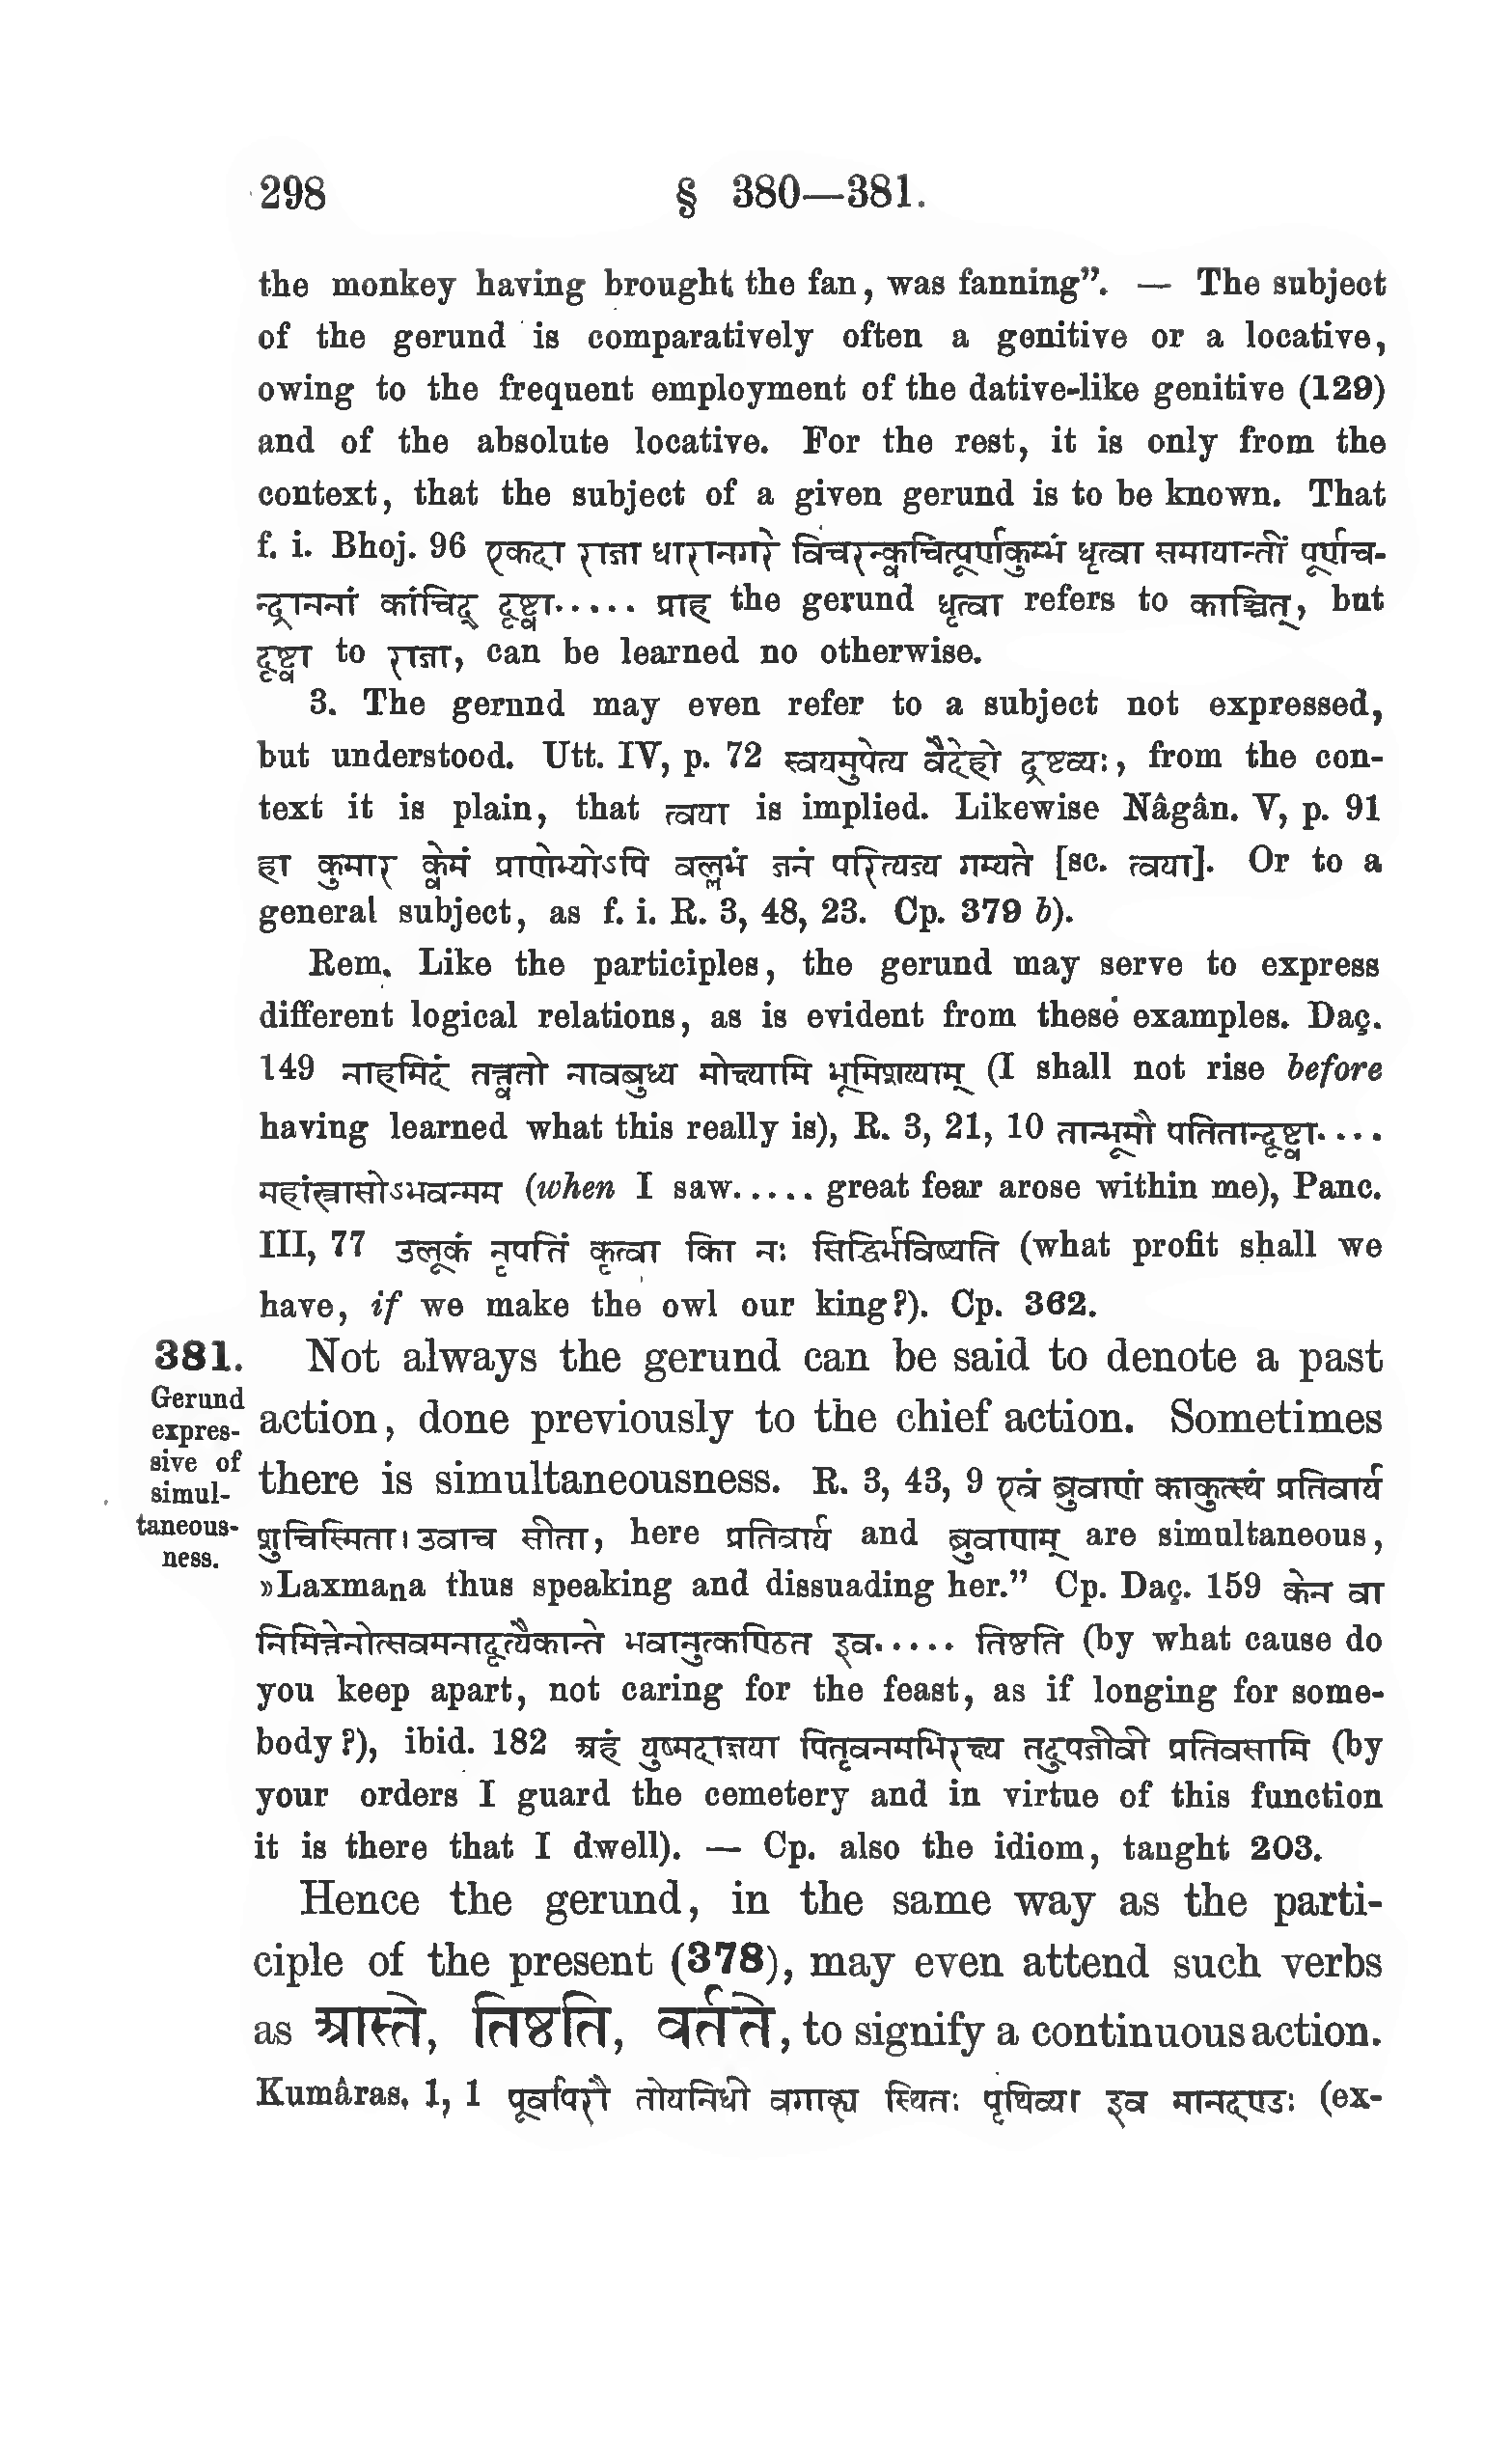 298 § 380—381.
the monkey having brought the fan, was fanning”. — The subject
of the gerund is comparatively often a genitive or a locative,
owing to the frequent employment of the dative-like genitive (129)
and of the absolute locative. For the rest, it is only from the
context, that the subject of a given gerund is to be known. That
f. i. Bhoj. 96 एकदा राजा धारानगरे विचरन्क्वचित्पूर्णकुम्भं धृत्वा समायान्तीं पूर्णच-
न्द्राननां कांचिद् दृष्ट्वा..... प्राह the gerund धृत्वा refers to काञ्चित्, but
दृष्ट्वा to राजा, can be learned no otherwise.
3. The gerund may even refer to a subject not expressed,
but understood. Utt. IV, p. 72 स्वयमुपेत्य वैदेहो द्रष्टव्यः, from the con-
text it is plain, that त्वया is implied. Likewise Nâgân. V, p. 91
हा कुमार क्वेमं प्राणेभ्योऽपि वल्लभं जनं परित्यज्य गम्यते [sc. त्वया]. Or to a
general subject, as f. i. R. 3, 48, 23. Cp. 379 b).
Rem. Like the participles, the gerund may serve to express
different logical relations, as is evident from these examples. Daç.
149 नाहमिदं तत्त्वतो नावबुध्य मोक्ष्यामि भूमिशय्याम् (I shall not rise before
having learned what this really is), R. 3, 21, 10 तान्भूमौ पतितान्दृष्ट्वा....
महांस्त्रासोऽभवन्मम (when I saw..... great fear arose within me), Panc.
III, 77 उलूकं नृपतिं कृत्वा का नः सिद्धिर्भविष्यति (what profit shall we
have, if we make the owl our king?). Cp. 362.
381. Not always the gerund can be said to denote a past
Gerund
expres- action, done previously to the chief action. Sometimes
sive of
simul- there is simultaneousness. R. 3, 43, 9 एवं ब्रुवाणं काकुत्स्थं प्रतिवार्य
taneous- शुचिस्मिता। उवाच सीता, here प्रतिवार्य and ब्रुवाणम् are simultaneous,
ness.
»Laxmaṇa thus speaking and dissuading her.” Cp. Daç. 159 केन वा
निमित्तेनोत्सवमनादृत्यैकान्ते भवानुत्कण्ठित इव..... तिष्ठति (by what cause do
you keep apart, not caring for the feast, as if longing for some-
body?), ibid. 182 अहं युष्मदाज्ञया पितृवनमभिरक्ष्य तदुपजीवी प्रतिवसामि (by
your orders I guard the cemetery and in virtue of this function
it is there that I dwell). — Cp. also the idiom, taught 203.
Hence the gerund, in the same way as the parti-
ciple of the present (378), may even attend such verbs
as आस्ते, तिष्ठति, वर्तते, to signify a continuous action.
Kumâras. 1, 1 पूर्वापरौ तोयनिधी वगाह्य स्थितः पृथिव्या इव मानदण्डः (ex-